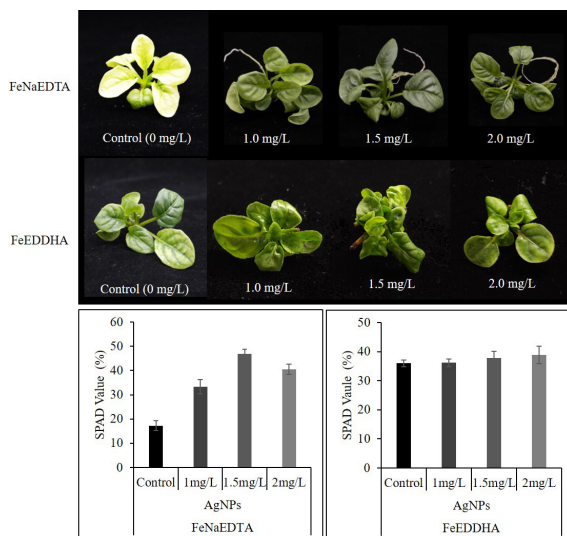 FeNaEDTA
Control (0 mg/L)
1.0 mg/L
1.5 mg/L
2.0 mg/L
FeEDDHA
Control (0 mg/L)
1.0 mg/L
1.5 mg/L
2.0 mg/L
SPAD Value (%)
60
50
40
30
20
10
0
Control
1mg/L
1.5mg/L
2mg/L
AgNPs
FeNaEDTA
SPAD Vaule (%)
50
40
30
20
10
0
Control
1mg/L
1.5mg/L
2mg/L
AgNPs
FeEDDHA